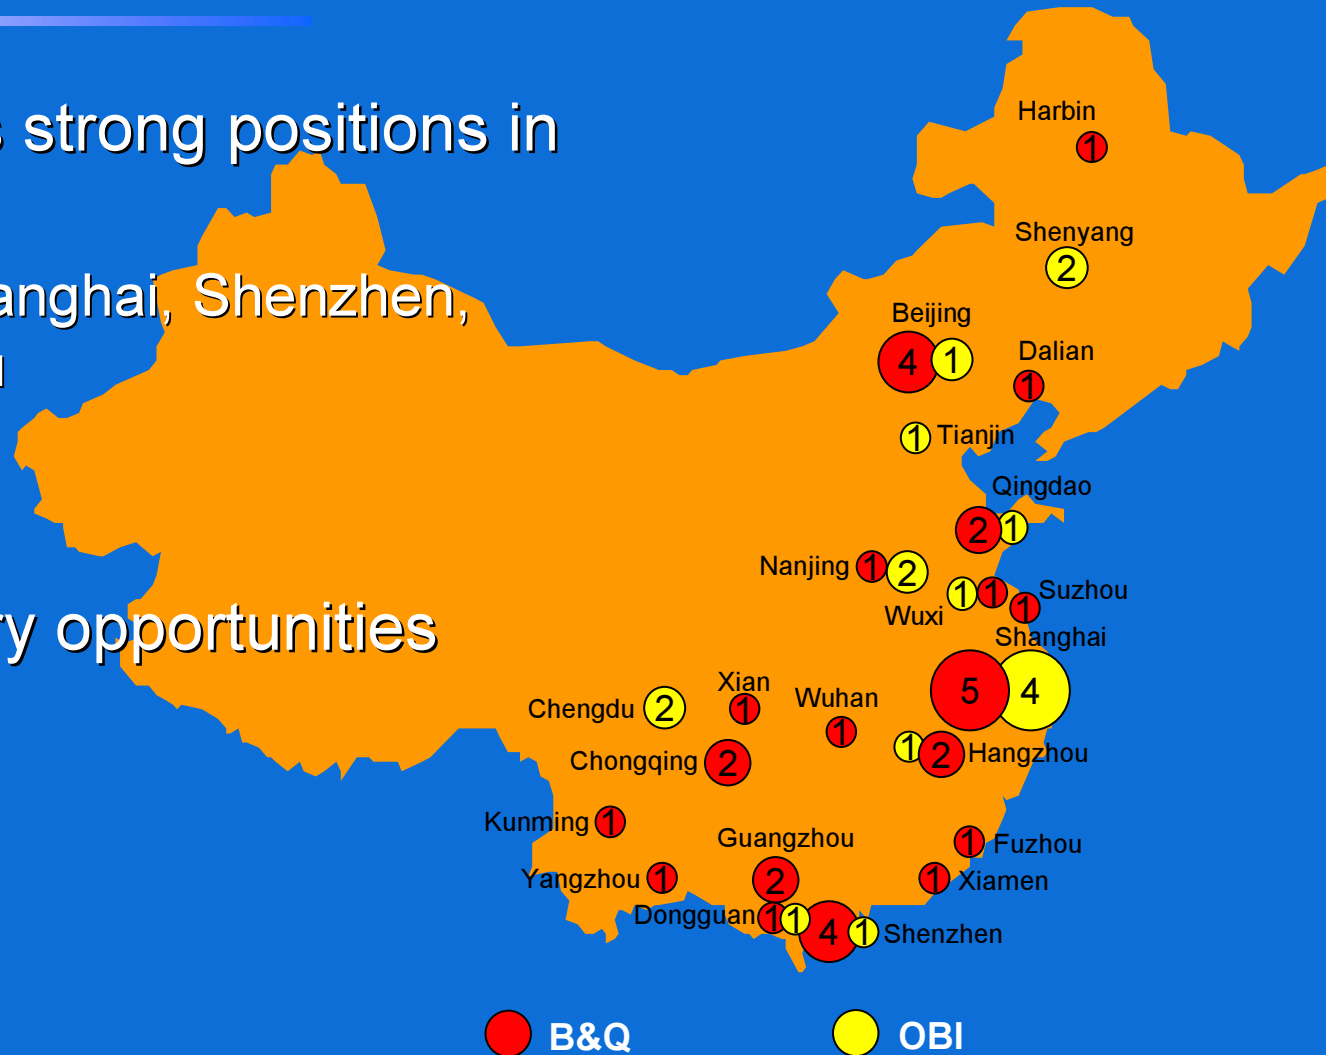 strong positions in
anghai, Shenzhen,
ry opportunities
Harbin
1
Shenyang
2
Beijing
4 1
Dalian
1
1 Tianjin
Qingdao
2 1
Nanjing 1 2
Wuxi 1 1
1 Suzhou
Shanghai
5 4
Chengdu 2
Xian
1
Wuhan
1
1 2 Hangzhou
Chongqing 2
Kunming 1
Guangzhou
2
1 Fuzhou
Yangzhou 1
1 Xiamen
Dongguan 1 1
4 1 Shenzhen
B&Q OBI